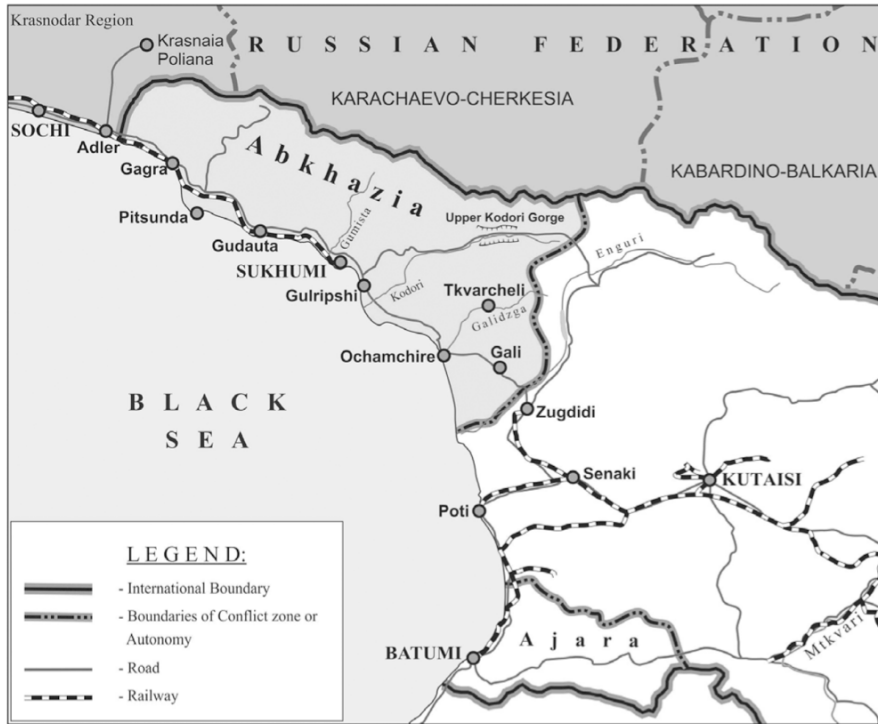 Krasnodar Region
Krasnaia
Poliana
RUSSIAN FEDERATION
KARACHAEVO-CHERKESIA
KABARDINO-BALKARIA
SOCHI
Adler
Abkhazia
Gagra
Pitsunda
Gudauta
Gumista
Upper Kodori Gorge
Enguri
SUKHUMI
Gulripshi
Kodori
Tkvarcheli
Galidzga
Ochamchire
Gali
BLACK
SEA
Zugdidi
Senaki
KUTAISI
Poti
LEGEND:
- International Boundary
- Boundaries of Conflict zone or
Autonomy
- Road
- Railway
BATUMI
Ajara
Mtkvari